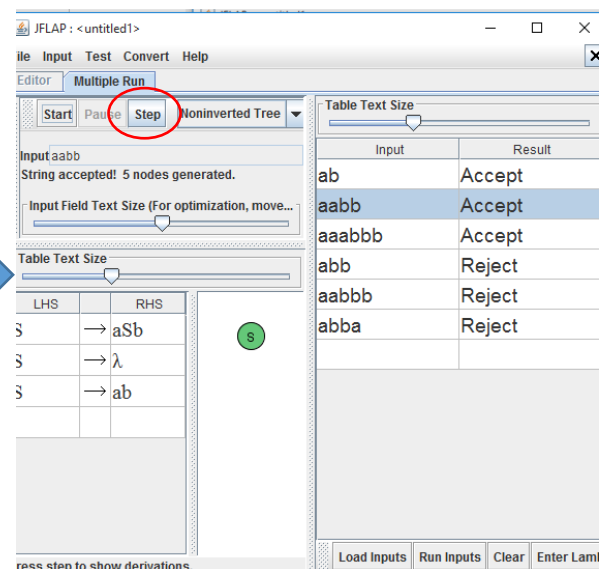 JFLAP : <untitled1>
ile Input Test Convert Help
Editor Multiple Run
Start Pause Step Noninverted Tree
Input aabb
String accepted! 5 nodes generated.
Input Field Text Size (For optimization, move...
Table Text Size
LHS RHS
S → aSb
S → λ
S → ab
S
ress step to show derivations.
Table Text Size
Input Result
ab Accept
aabb Accept
aaabbb Accept
abb Reject
aabbb Reject
abba Reject
Load Inputs Run Inputs Clear Enter Lam